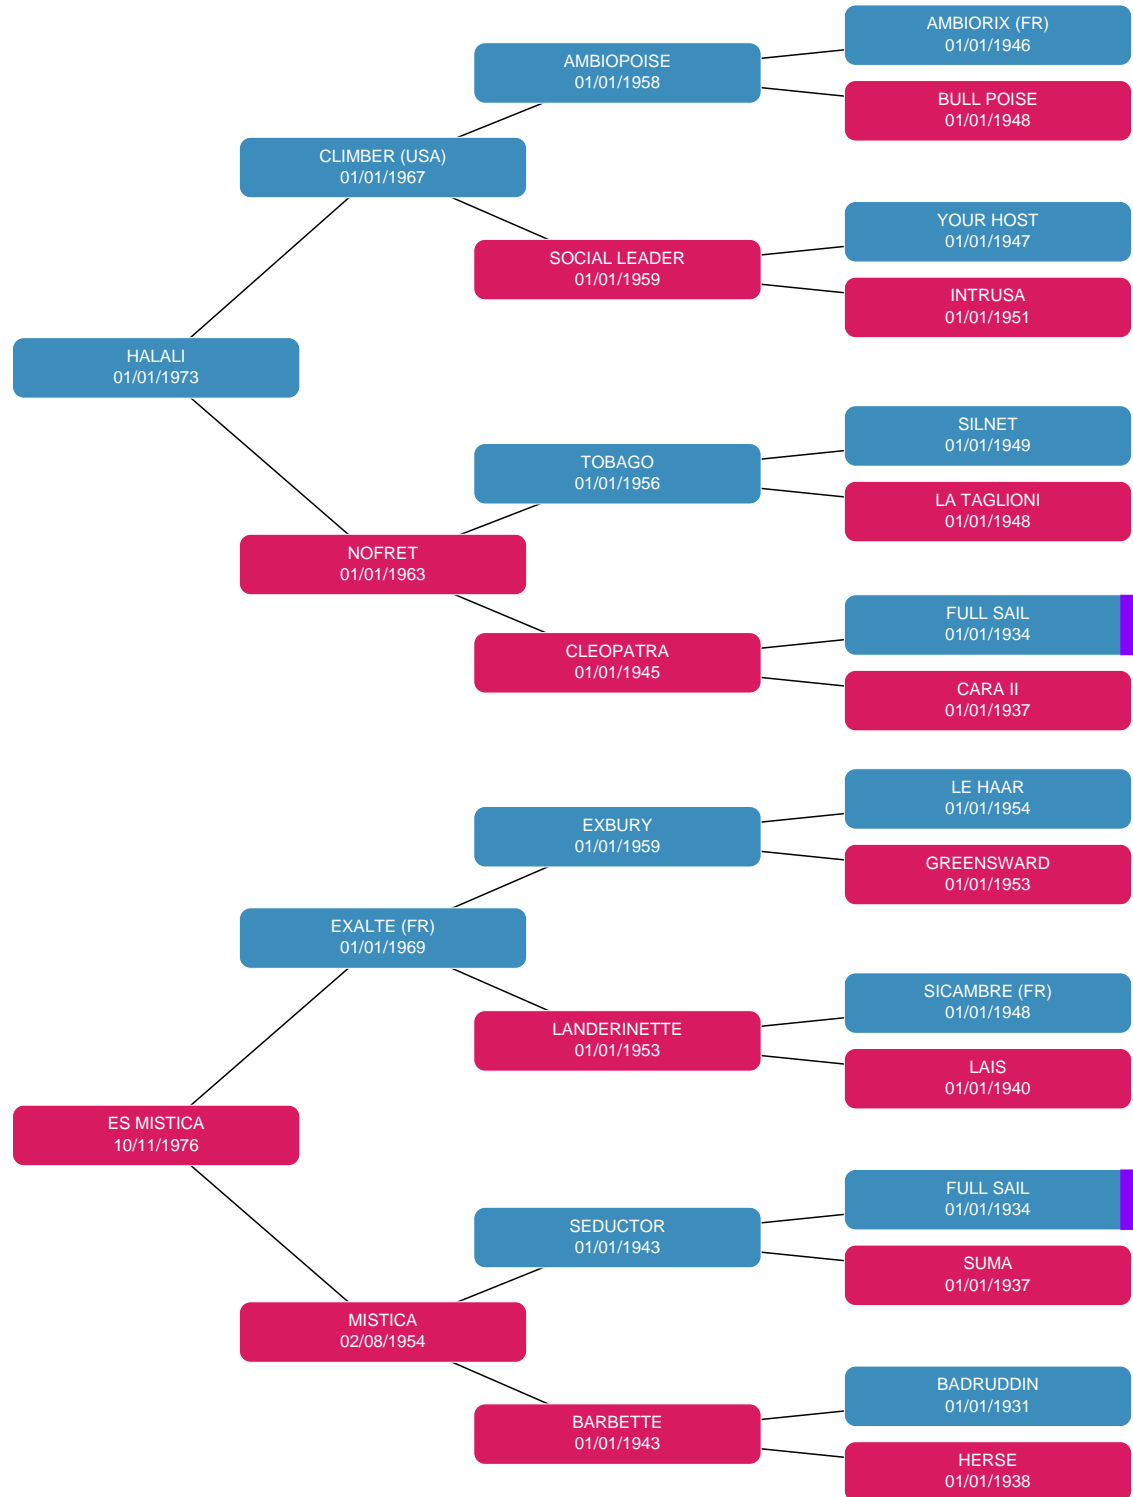 AMBIORIX (FR)
01/01/1946
AMBIOPOISE
01/01/1958
BULL POISE
01/01/1948
CLIMBER (USA)
01/01/1967
YOUR HOST
01/01/1947
SOCIAL LEADER
01/01/1959
INTRUSA
01/01/1951
HALALI
01/01/1973
SILNET
01/01/1949
TOBAGO
01/01/1956
LA TAGLIONI
01/01/1948
NOFRET
01/01/1963
FULL SAIL
01/01/1934
CLEOPATRA
01/01/1945
CARA II
01/01/1937
LE HAAR
01/01/1954
EXBURY
01/01/1959
GREENSWARD
01/01/1953
EXALTE (FR)
01/01/1969
SICAMBRE (FR)
01/01/1948
LANDERINETTE
01/01/1953
LAIS
01/01/1940
ES MISTICA
10/11/1976
FULL SAIL
01/01/1934
SEDUCTOR
01/01/1943
SUMA
01/01/1937
MISTICA
02/08/1954
BADRUDDIN
01/01/1931
BARBETTE
01/01/1943
HERSE
01/01/1938